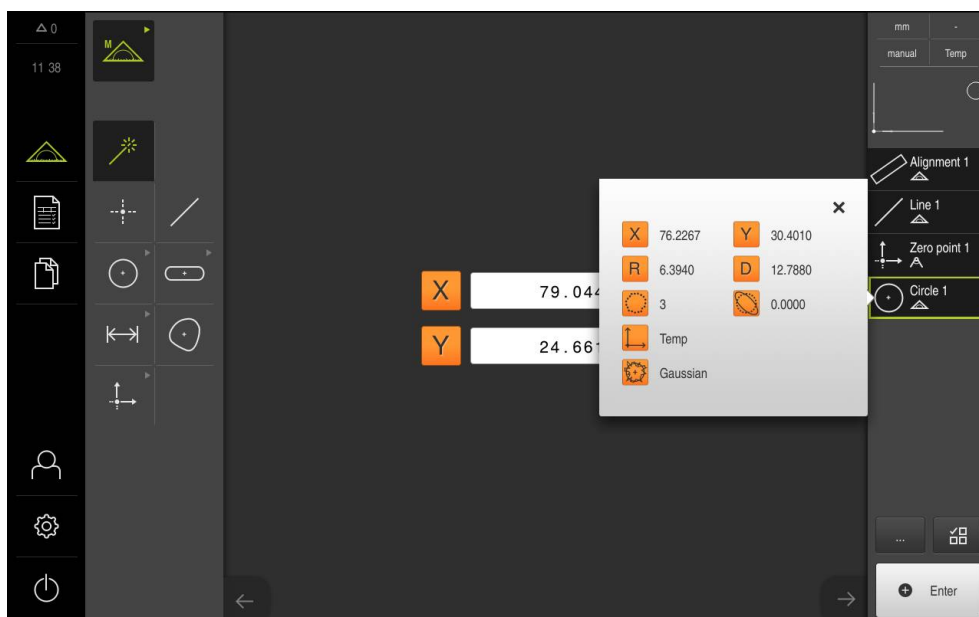 0
11 38
M
mm -
manual Temp
Alignment 1
Line 1
Zero point 1
Circle 1
X 76.2267 Y 30.4010
R 6.3940 D 12.7880
3 0.0000
Temp
Gaussian
X 79.044
Y 24.661
...
Enter